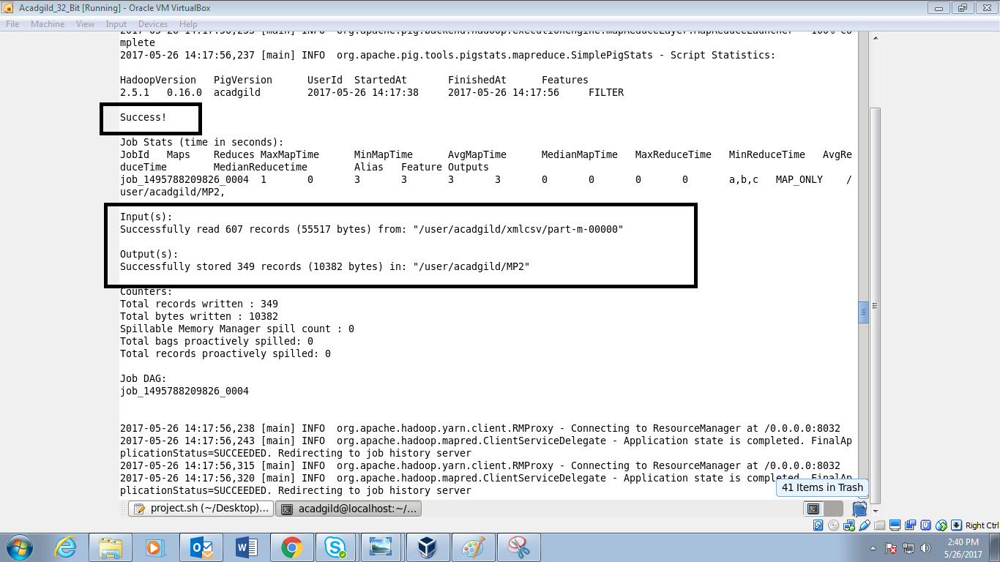 Acadgild_32_Bit [Running] - Oracle VM VirtualBox
File Machine View Input Devices Help
2017-05-26 14:17:56,235 [main] INFO org.apache.pig.backend.hadoop.executionengine.mapReduceLayer.MapReduceLauncher - 100% co
mplete
2017-05-26 14:17:56,237 [main] INFO org.apache.pig.tools.pigstats.mapreduce.SimplePigStats - Script Statistics:
HadoopVersion PigVersion UserId StartedAt FinishedAt Features
2.5.1 0.16.0 acadgild 2017-05-26 14:17:38 2017-05-26 14:17:56 FILTER
Success!
Job Stats (time in seconds):
JobId Maps Reduces MaxMapTime MinMapTime AvgMapTime MedianMapTime MaxReduceTime MinReduceTime AvgRe
duceTime MedianReducetime Alias Feature Outputs
job_1495788209826_0004 1 0 3 3 3 3 0 0 0 0 a,b,c MAP_ONLY /
user/acadgild/MP2,
Input(s):
Successfully read 607 records (55517 bytes) from: "/user/acadgild/xmlcsv/part-m-00000"
Output(s):
Successfully stored 349 records (10382 bytes) in: "/user/acadgild/MP2"
Counters:
Total records written : 349
Total bytes written : 10382
Spillable Memory Manager spill count : 0
Total bags proactively spilled: 0
Total records proactively spilled: 0
Job DAG:
job_1495788209826_0004
2017-05-26 14:17:56,238 [main] INFO org.apache.hadoop.yarn.client.RMProxy - Connecting to ResourceManager at /0.0.0.0:8032
2017-05-26 14:17:56,243 [main] INFO org.apache.hadoop.mapred.ClientServiceDelegate - Application state is completed. FinalAp
plicationStatus=SUCCEEDED. Redirecting to job history server
2017-05-26 14:17:56,315 [main] INFO org.apache.hadoop.yarn.client.RMProxy - Connecting to ResourceManager at /0.0.0.0:8032
2017-05-26 14:17:56,320 [main] INFO org.apache.hadoop.mapred.ClientServiceDelegate - Application state is completed. FinalAp
plicationStatus=SUCCEEDED. Redirecting to job history server
41 Items in Trash
project.sh (~/Desktop)... acadgild@localhost:~/...
Right Ctrl
2:40 PM
5/26/2017